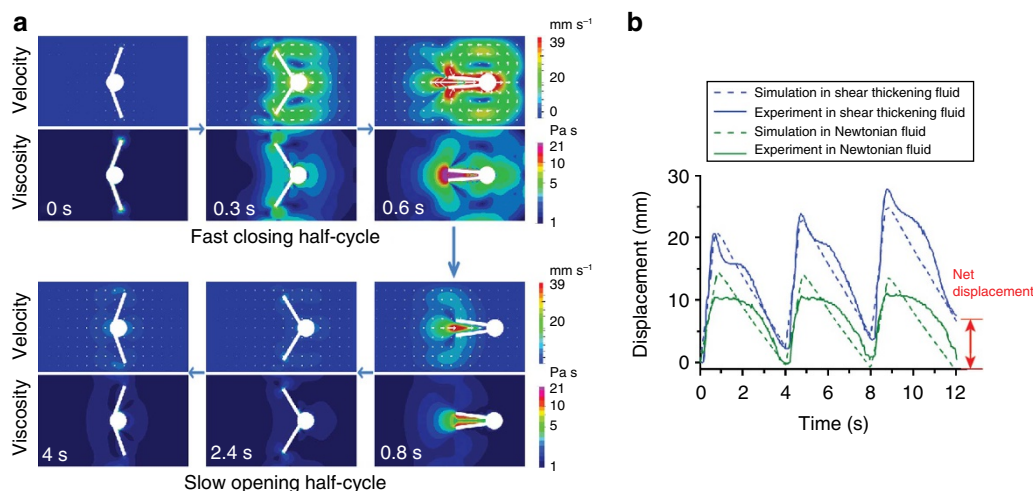 a
Velocity
Viscosity
mm s⁻¹
39
20
0
Pa s
21
10
5
1
0 s
0.3 s
0.6 s
Fast closing half-cycle
Velocity
Viscosity
mm s⁻¹
39
20
0
Pa s
21
10
5
1
4 s
2.4 s
0.8 s
Slow opening half-cycle
b
Simulation in shear thickening fluid
Experiment in shear thickening fluid
Simulation in Newtonian fluid
Experiment in Newtonian fluid
Displacement (mm)
30
20
10
0
Net
displacement
0 2 4 6 8 10 12
Time (s)